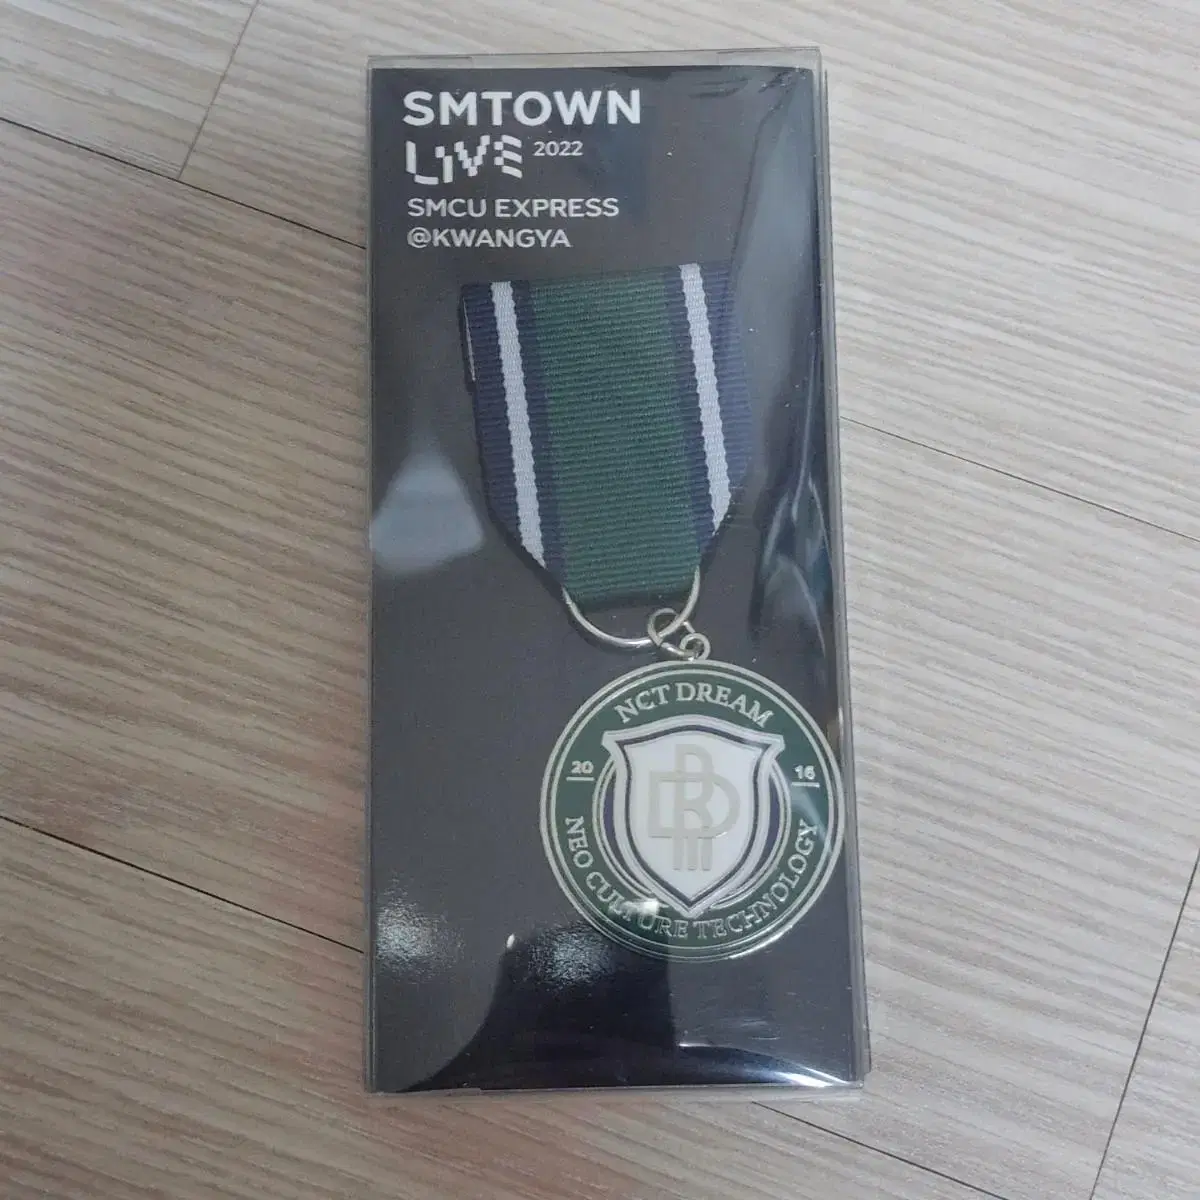 SMTOWN
LIVE 2022
SMCU EXPRESS
@KWANGYA
NCT DREAM
20 16
NEO CULTURE TECHNOLOGY